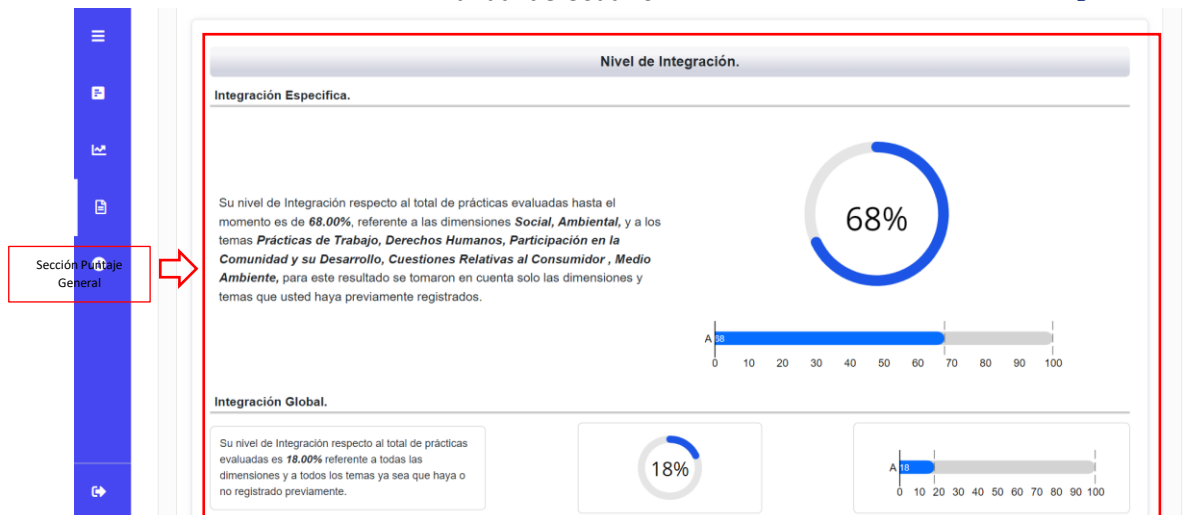 Nivel de Integración.
Integración Especifica.
Su nivel de Integración respecto al total de prácticas evaluadas hasta el
momento es de 68.00%, referente a las dimensiones Social, Ambiental, y a los
temas Prácticas de Trabajo, Derechos Humanos, Participación en la
Comunidad y su Desarrollo, Cuestiones Relativas al Consumidor , Medio
Ambiente, para este resultado se tomaron en cuenta solo las dimensiones y
temas que usted haya previamente registrados.
68%
Sección Puntaje
General
A 68
0 10 20 30 40 50 60 70 80 90 100
Integración Global.
Su nivel de Integración respecto al total de prácticas
evaluadas es 18.00% referente a todas las
dimensiones y a todos los temas ya sea que haya o
no registrado previamente.
18%
A 18
0 10 20 30 40 50 60 70 80 90 100